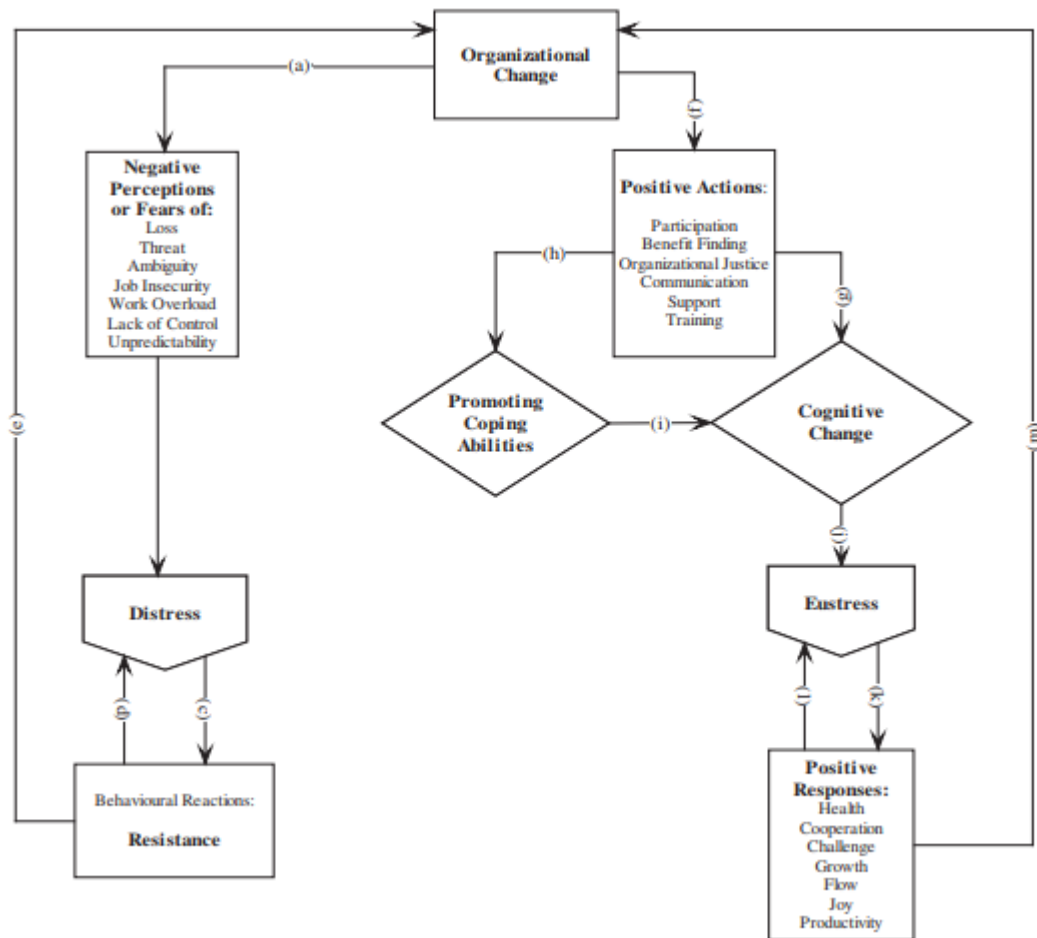 Organizational
Change
(a)
(f)
Negative
Perceptions
or Fears of:
Loss
Threat
Ambiguity
Job Insecurity
Work Overload
Lack of Control
Unpredictability
Positive Actions:
Participation
Benefit Finding
Organizational Justice
Communication
Support
Training
(h)
(g)
Promoting
Coping
Abilities
(i)
Cognitive
Change
(e)
(m)
(j)
Distress
Eustress
(d)
(c)
(l)
(k)
Behavioural Reactions:
Resistance
Positive
Responses:
Health
Cooperation
Challenge
Growth
Flow
Joy
Productivity